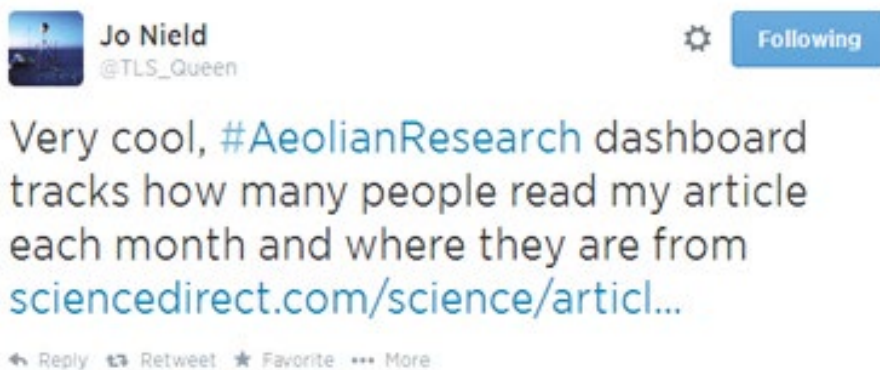 Jo Nield
Following
@TLS_Queen
Very cool, #AeolianResearch dashboard
tracks how many people read my article
each month and where they are from
sciencedirect.com/science/articl...
Reply Retweet Favorite More